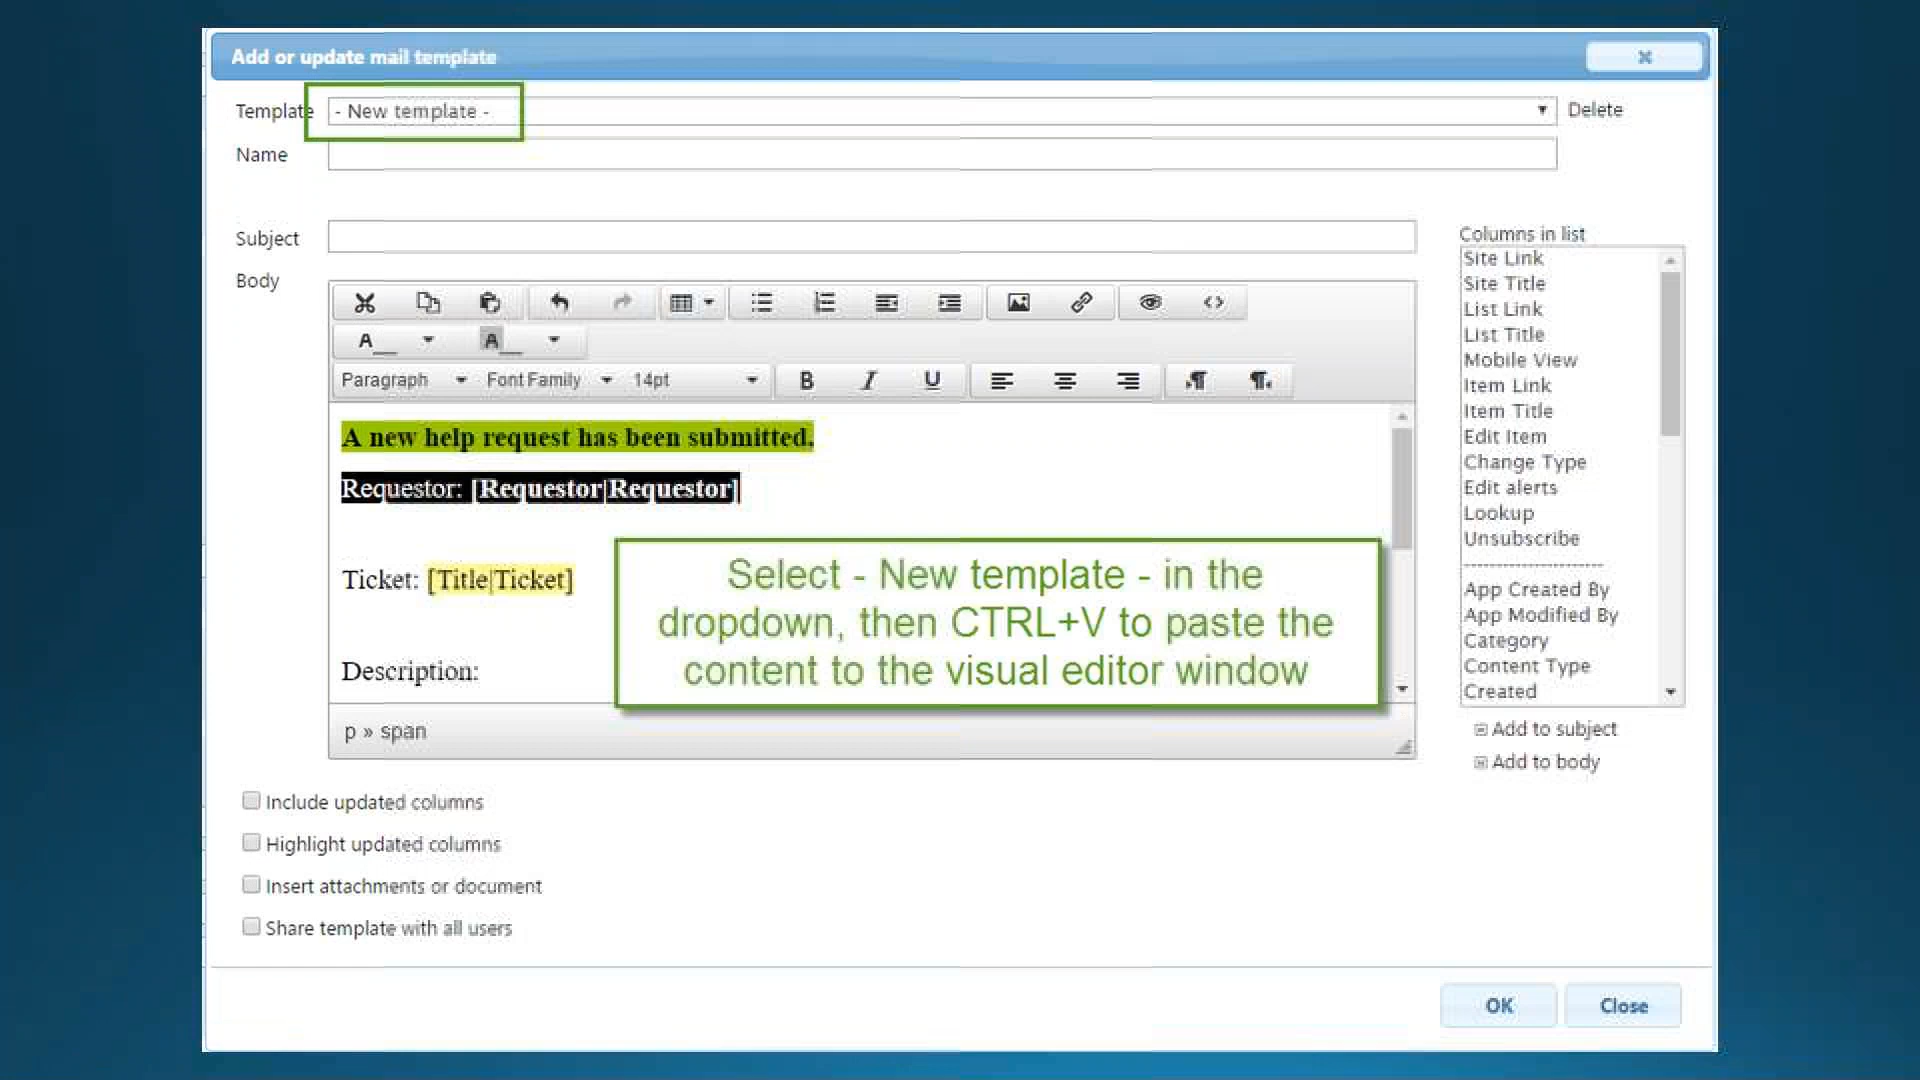 Add or update mail template
Template
- New template -
Delete
Name
Subject
Columns in list
Body
Site Link
Site Title
List Link
List Title
Mobile View
Item Link
Item Title
Edit Item
Change Type
Edit alerts
Lookup
Unsubscribe
----------------------
App Created By
App Modified By
Category
Content Type
Created
A
A
Paragraph
Font Family
14pt
B
I
U
A new help request has been submitted.
Requestor: [Requestor|Requestor]
Ticket: [Title|Ticket]
Description:
Select - New template - in the
dropdown, then CTRL+V to paste the
content to the visual editor window
p » span
Add to subject
Add to body
Include updated columns
Highlight updated columns
Insert attachments or document
Share template with all users
OK
Close